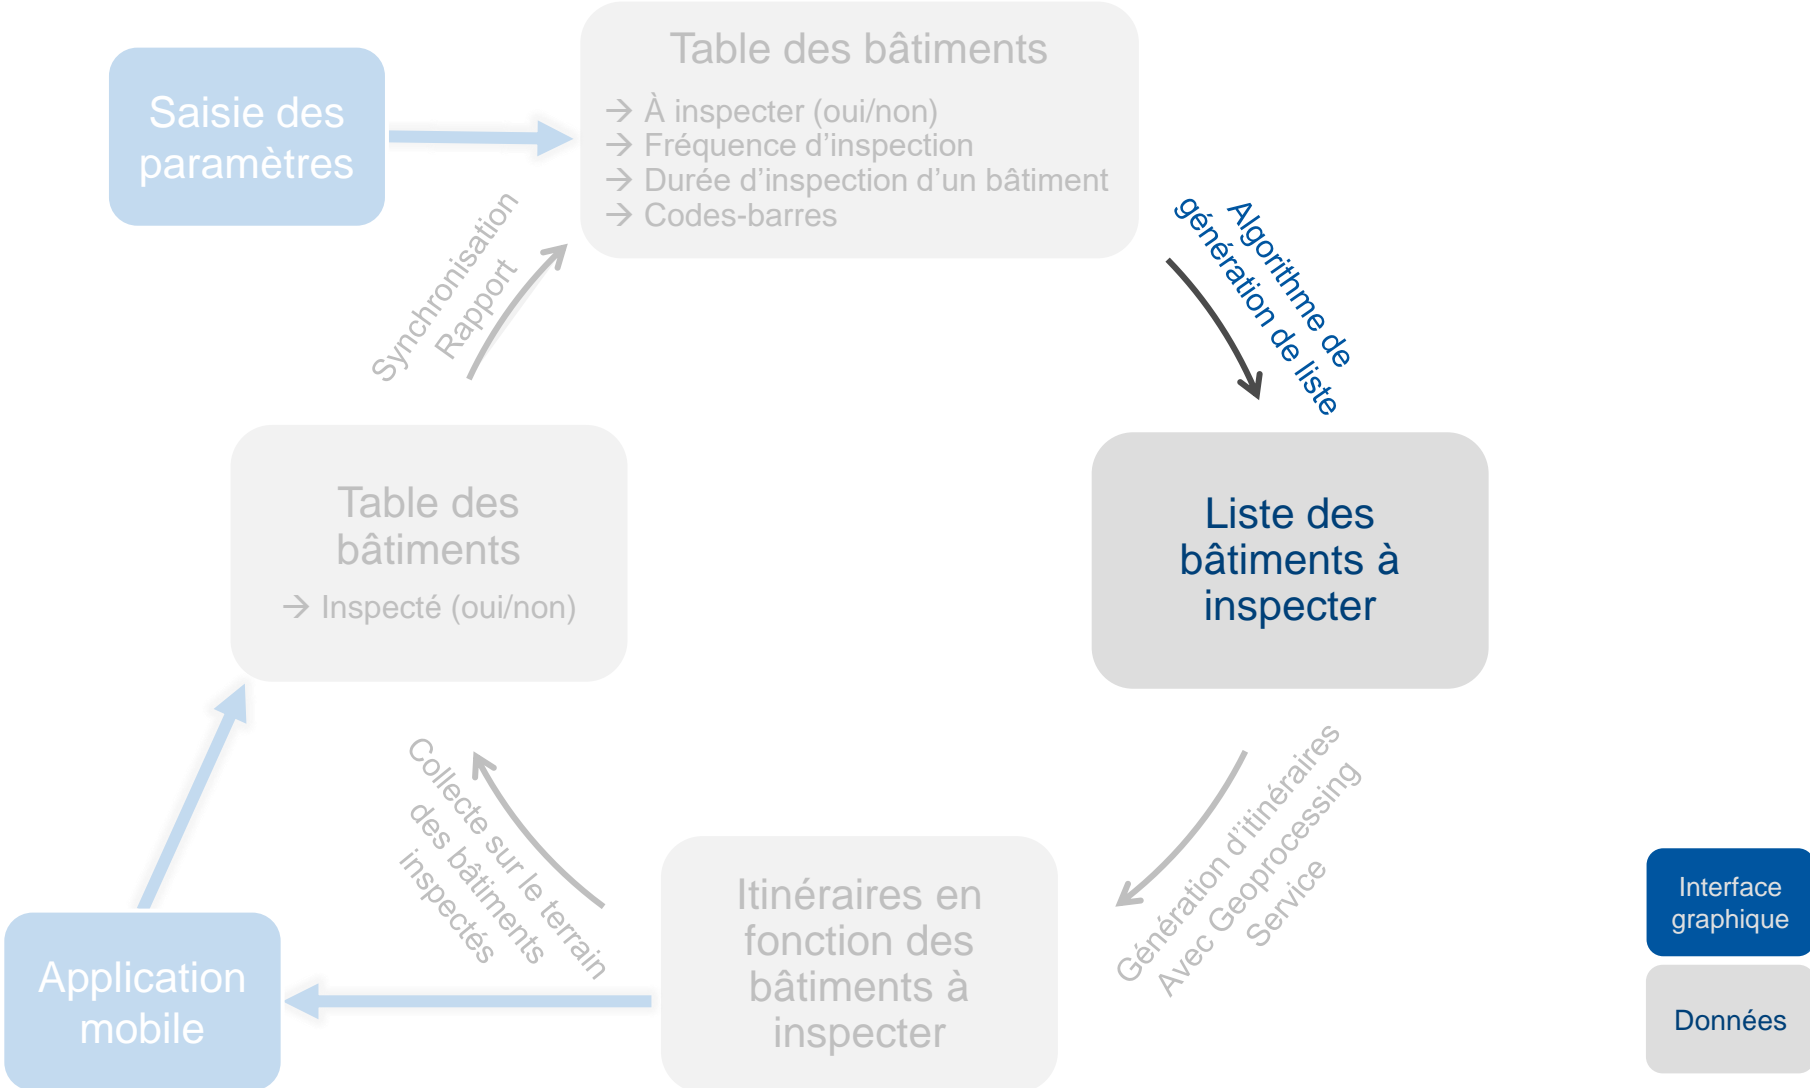 Saisie des
paramètres
Table des bâtiments
→ À inspecter (oui/non)
→ Fréquence d’inspection
→ Durée d’inspection d’un bâtiment
→ Codes-barres
Algorithme de
génération de liste
Synchronisation
Rapport
Table des
bâtiments
→ Inspecté (oui/non)
Liste des
bâtiments à
inspecter
Collecte sur le terrain
des bâtiments
inspectés
Génération d’itinéraires
Avec Geoprocessing
Service
Itinéraires en
fonction des
bâtiments à
inspecter
Application
mobile
Interface
graphique
Données